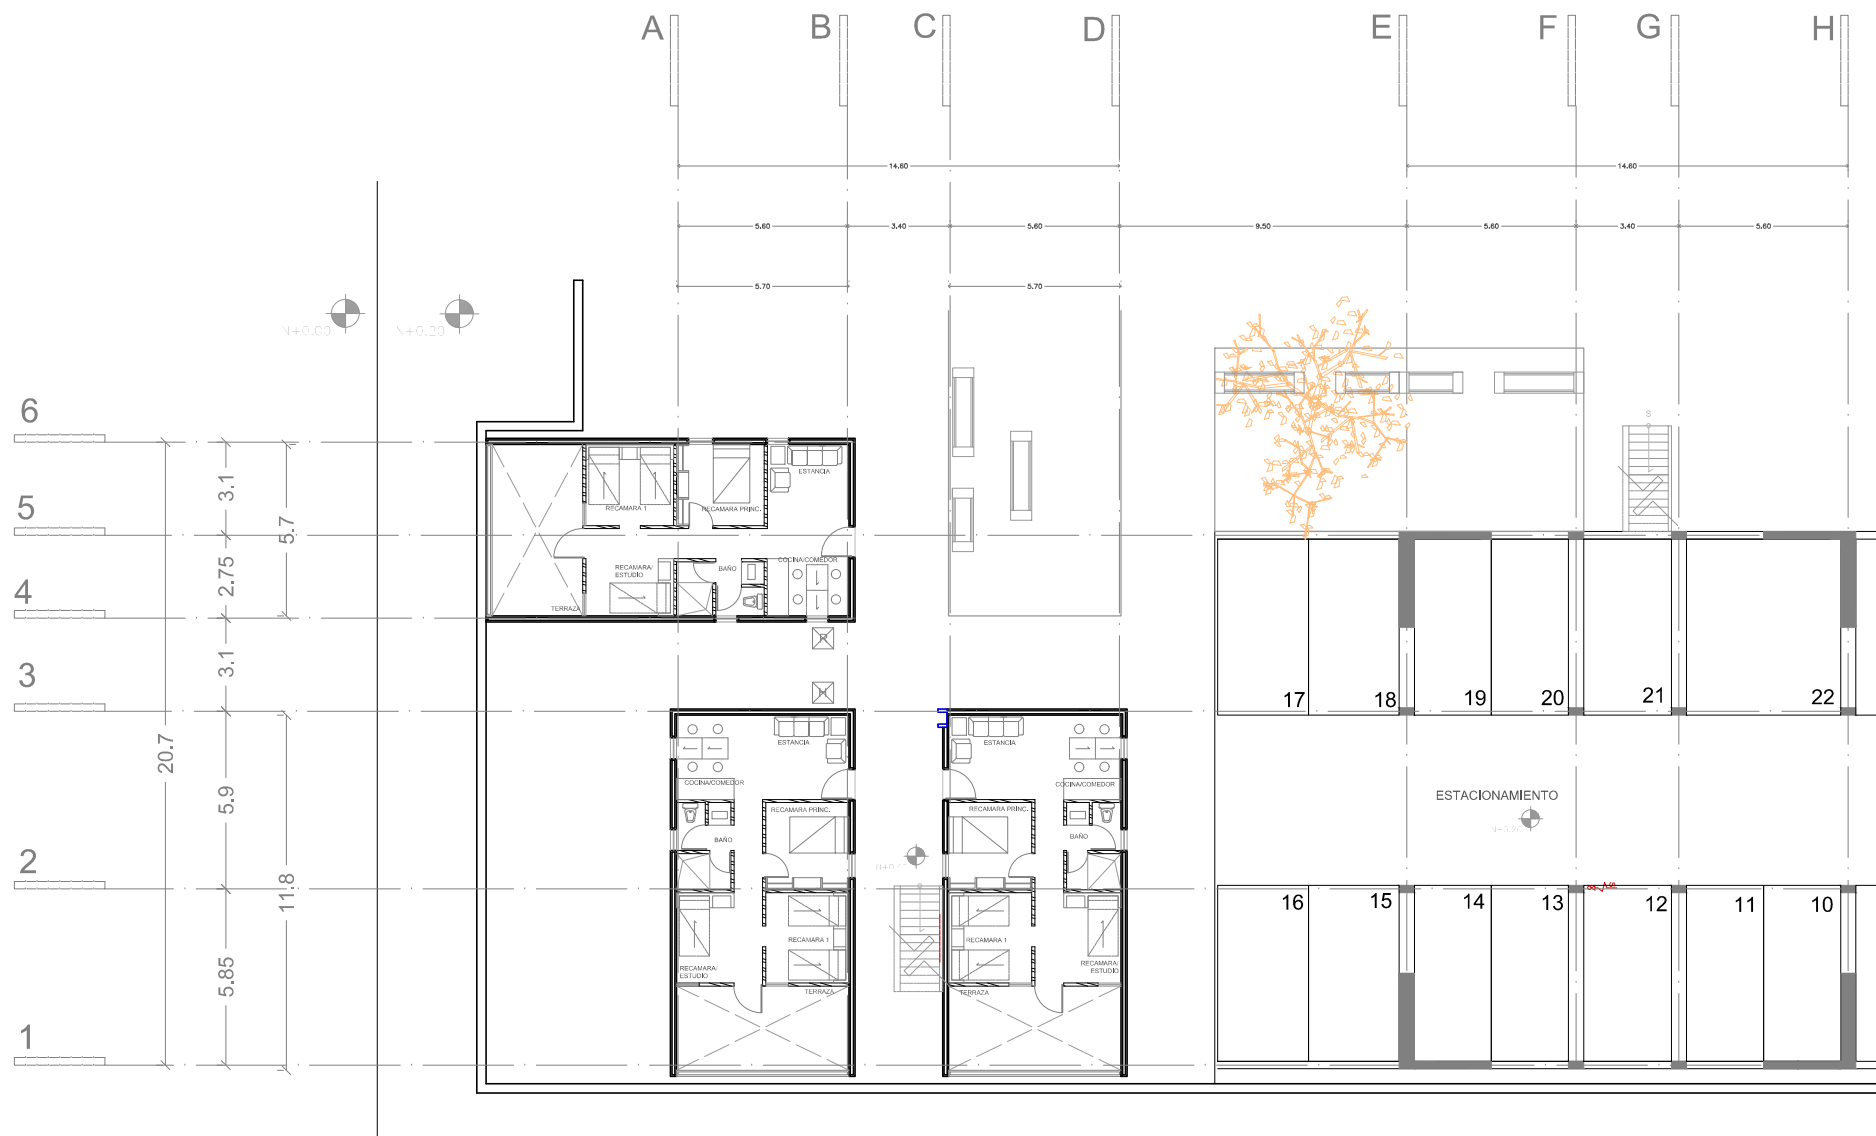 A B C D E F G H
14.60 14.60
5.60 3.40 5.60 9.50 5.60 3.40 5.60
5.70 5.70
N+0.00 N+0.20
6
5
4
3
2
1
3.1
2.75
3.1
5.9
5.85
20.7
5.7
11.8
RECAMARA 1
RECAMARA PRINC.
ESTANCIA
RECAMARA/
ESTUDIO
BAÑO
COCINA/COMEDOR
TERRAZA
S
17 18 19 20 21 22
ESTANCIA
COCINA/COMEDOR
RECAMARA PRINC.
BAÑO
RECAMARA 1
RECAMARA/
ESTUDIO
TERRAZA
ESTANCIA
COCINA/COMEDOR
RECAMARA PRINC.
BAÑO
RECAMARA 1
RECAMARA/
ESTUDIO
TERRAZA
ESTACIONAMIENTO
16 15 14 13 12 11 10